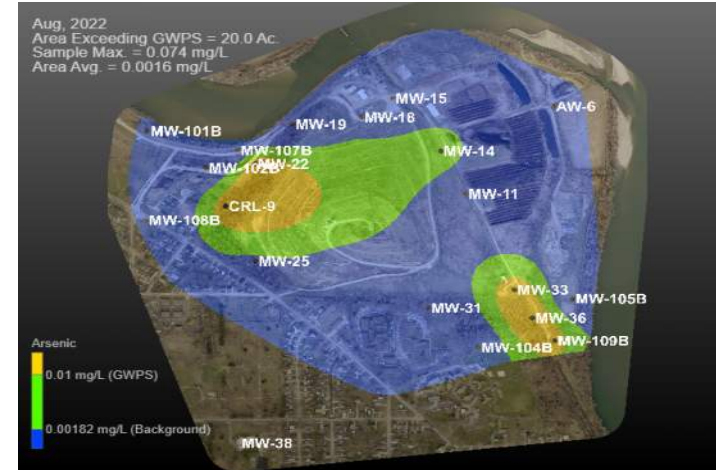 Aug, 2022
Area Exceeding GWPS = 20.0 Ac.
Sample Max. = 0.074 mg/L
Area Avg. = 0.0016 mg/L
MW-15
AW-6
MW-16
MW-19
MW-101B
MW-107B
MW-14
MW-22
MW-102B
MW-11
CRL-9
MW-108B
MW-25
MW-33
MW-105B
MW-31
MW-36
MW-109B
MW-104B
Arsenic
0.01 mg/L (GWPS)
0.00182 mg/L (Background)
MW-38